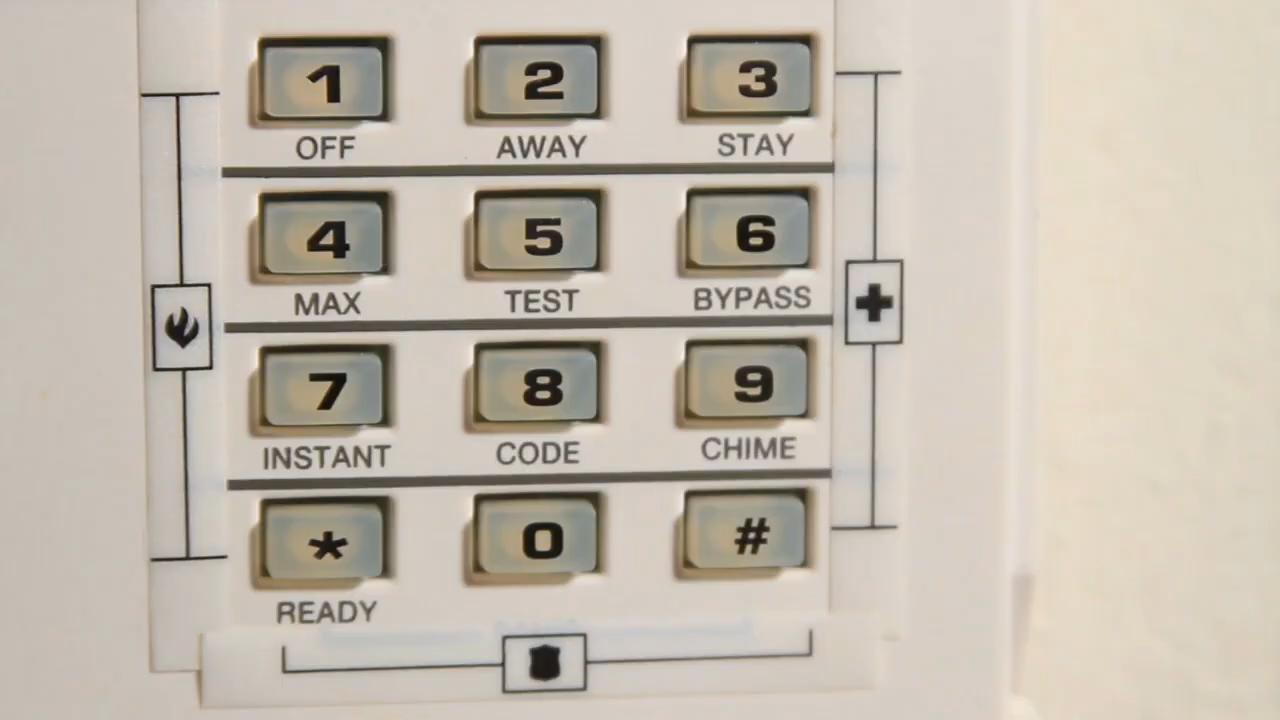 1 2 3
OFF AWAY STAY
4 5 6
MAX TEST BYPASS
7 8 9
INSTANT CODE CHIME
* 0 #
READY